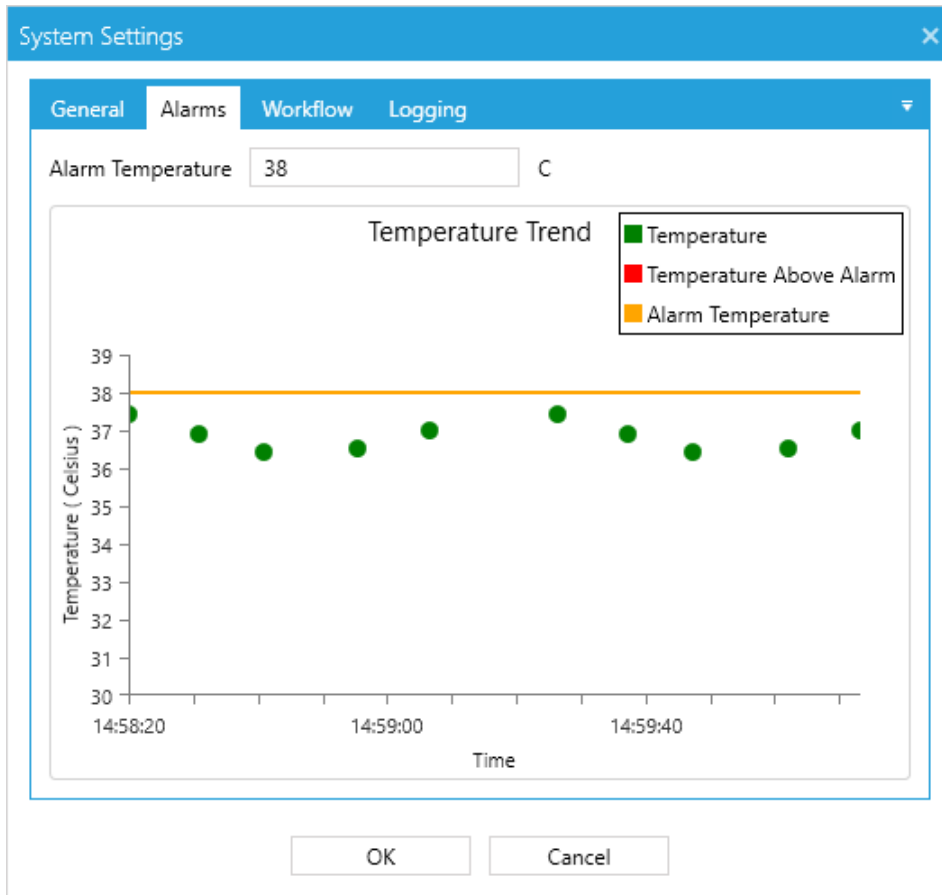 System Settings
General Alarms Workflow Logging
Alarm Temperature 38 C
Temperature Trend
Temperature
Temperature Above Alarm
Alarm Temperature
39
38
37
36
35
34
33
32
31
30
Temperature ( Celsius )
14:58:20 14:59:00 14:59:40
Time
OK Cancel